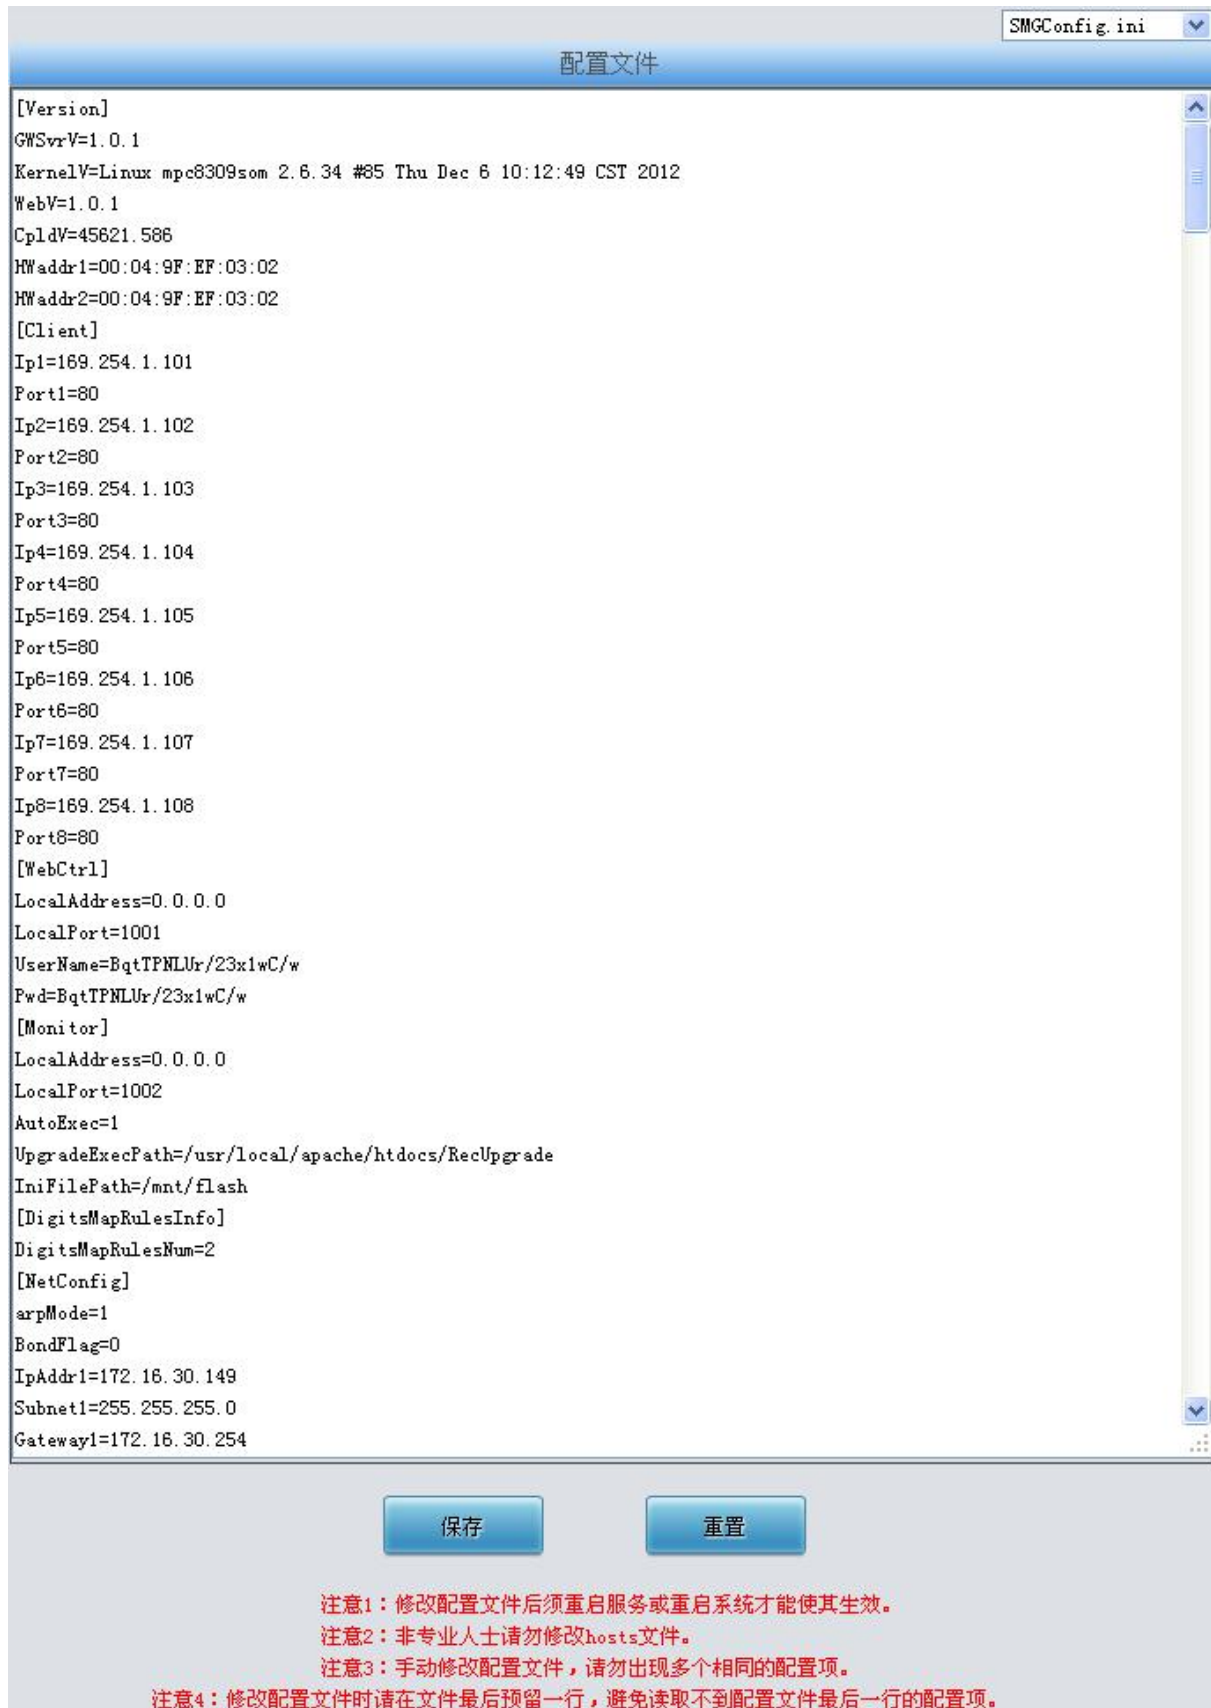 SMGConfig.ini
配置文件
[Version]
GWSvrV=1.0.1
KernelV=Linux mpc8309som 2.6.34 #85 Thu Dec 6 10:12:49 CST 2012
WebV=1.0.1
CpldV=45621.586
HWaddr1=00:04:9F:EF:03:02
HWaddr2=00:04:9F:EF:03:02
[Client]
Ip1=169.254.1.101
Port1=80
Ip2=169.254.1.102
Port2=80
Ip3=169.254.1.103
Port3=80
Ip4=169.254.1.104
Port4=80
Ip5=169.254.1.105
Port5=80
Ip6=169.254.1.106
Port6=80
Ip7=169.254.1.107
Port7=80
Ip8=169.254.1.108
Port8=80
[WebCtrl]
LocalAddress=0.0.0.0
LocalPort=1001
UserName=BqtTPNLUr/23x1wC/w
Pwd=BqtTPNLUr/23x1wC/w
[Monitor]
LocalAddress=0.0.0.0
LocalPort=1002
AutoExec=1
UpgradeExecPath=/usr/local/apache/htdocs/RecUpgrade
IniFilePath=/mnt/flash
[DigitsMapRulesInfo]
DigitsMapRulesNum=2
[NetConfig]
arpMode=1
BondFlag=0
IpAddr1=172.16.30.149
Subnet1=255.255.255.0
Gateway1=172.16.30.254
保存 重置
注意1：修改配置文件后须重启服务或重启系统才能使其生效。
注意2：非专业人士请勿修改hosts文件。
注意3：手动修改配置文件，请勿出现多个相同的配置项。
注意4：修改配置文件时请在文件最后预留一行，避免读取不到配置文件最后一行的配置项。